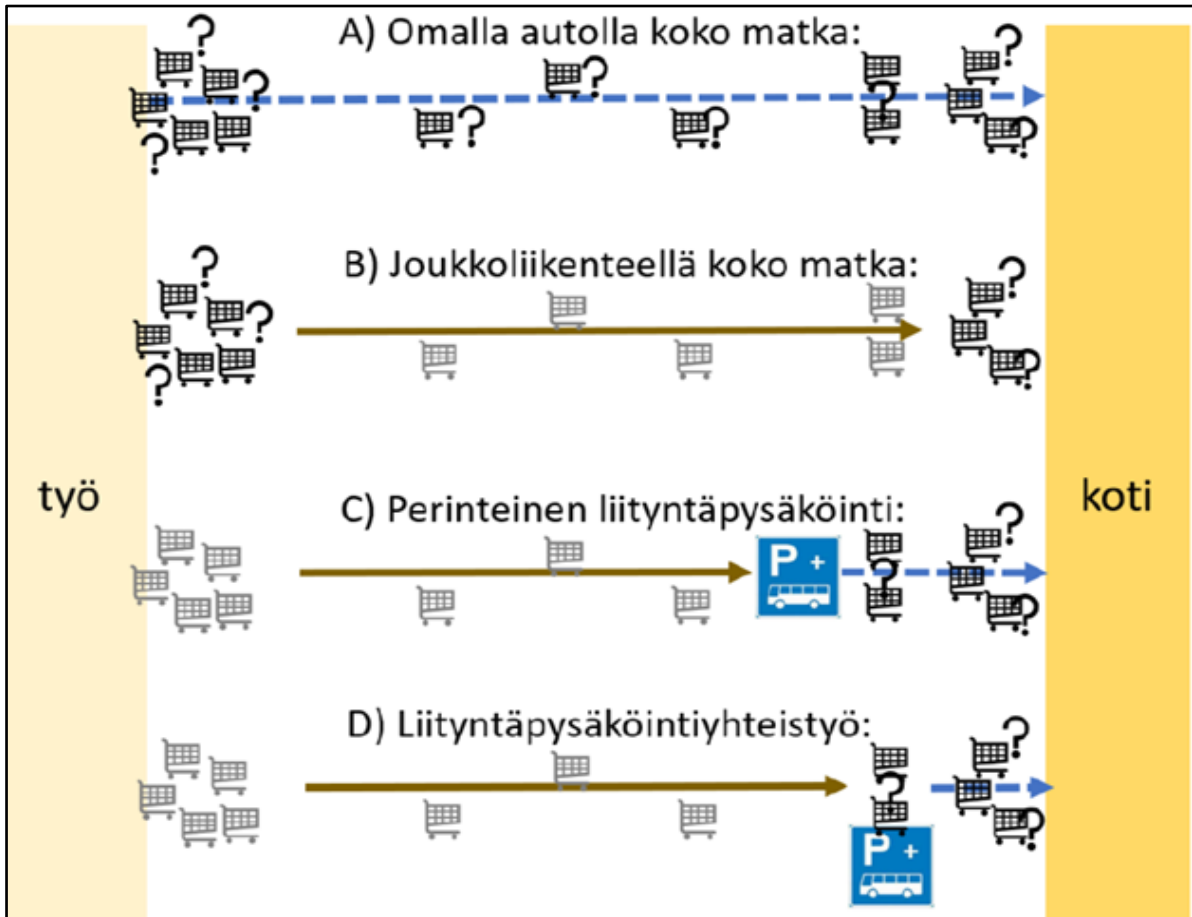 A) Omalla autolla koko matka:
B) Joukkoliikenteellä koko matka:
työ
koti
C) Perinteinen liityntäpysäköinti:
P +
D) Liityntäpysäköintiyhteistyö:
P +